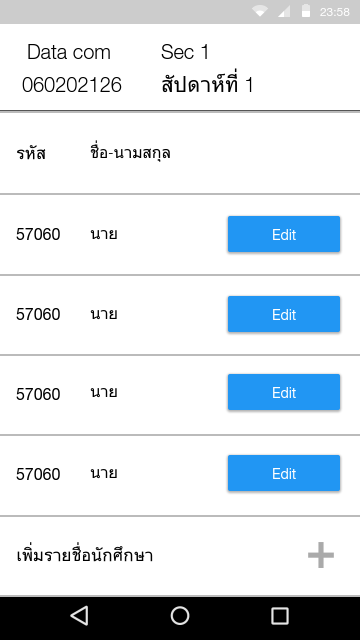 23:58
Data com Sec 1
060202126 สัปดาห์ที่ 1
รหัส ชื่อ-นามสกุล
57060 นาย Edit
57060 นาย Edit
57060 นาย Edit
57060 นาย Edit
เพิ่มรายชื่อนักศึกษา